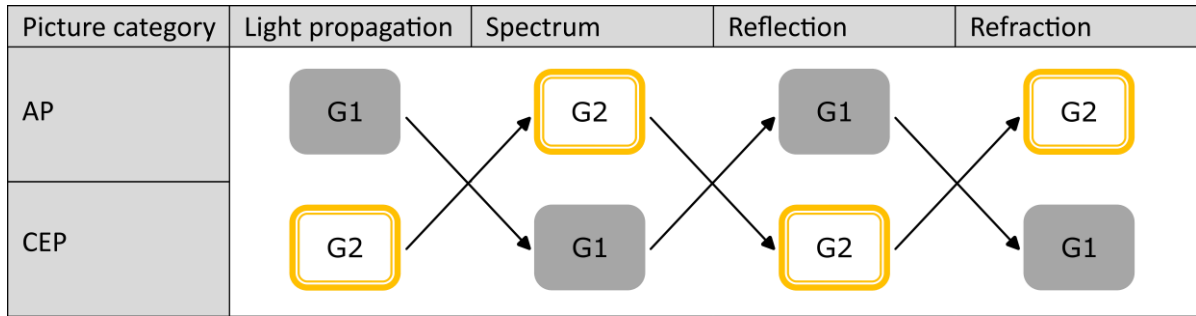 Picture category Light propagation Spectrum Reflection Refraction
AP G1 G2 G1 G2
CEP G2 G1 G2 G1